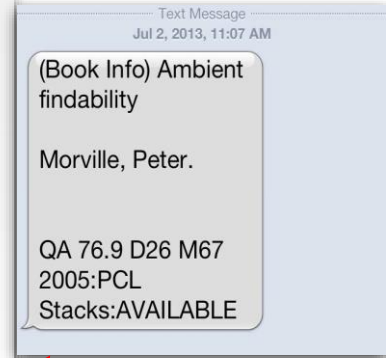 Text Message
Jul 2, 2013, 11:07 AM
(Book Info) Ambient
findability
Morville, Peter.
QA 76.9 D26 M67
2005:PCL
Stacks:AVAILABLE